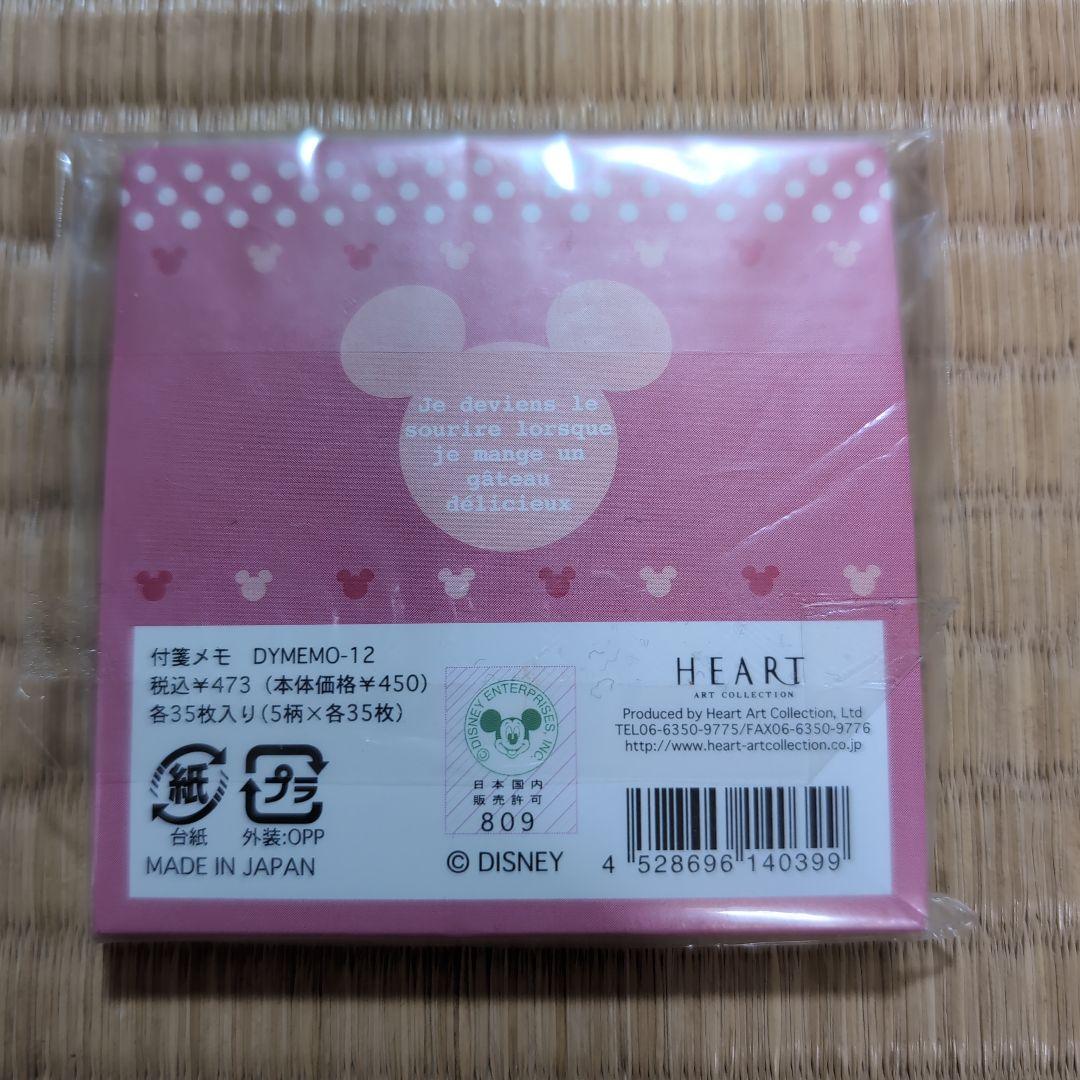 Je deviens le
sourire lorsque
je mange un
gâteau
délicieux
付箋メモ DYMEMO-12
税込¥473(本体価格¥450)
各35枚入り(5柄×各35枚)
紙
台紙
プラ
外装:OPP
MADE IN JAPAN
©DISNEY ENTERPRISES INC.
日本国内
販売許可
809
© DISNEY
HEART
ART COLLECTION
Produced by Heart Art Collection, Ltd
TEL06-6350-9775/FAX06-6350-9776
http://www.heart-artcollection.co.jp
4 528696 140399